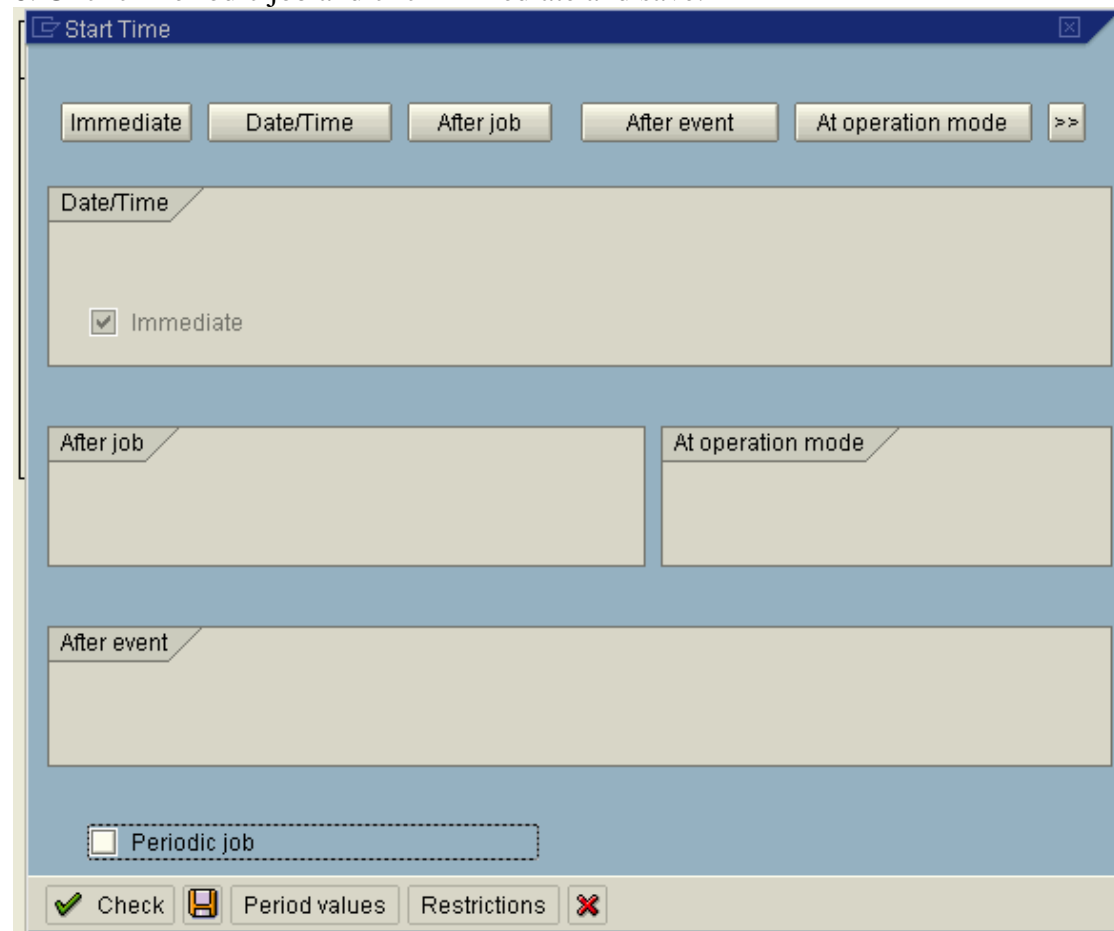 Start Time
Immediate Date/Time After job After event At operation mode >>
Date/Time
Immediate
After job At operation mode
After event
Periodic job
Check Period values Restrictions